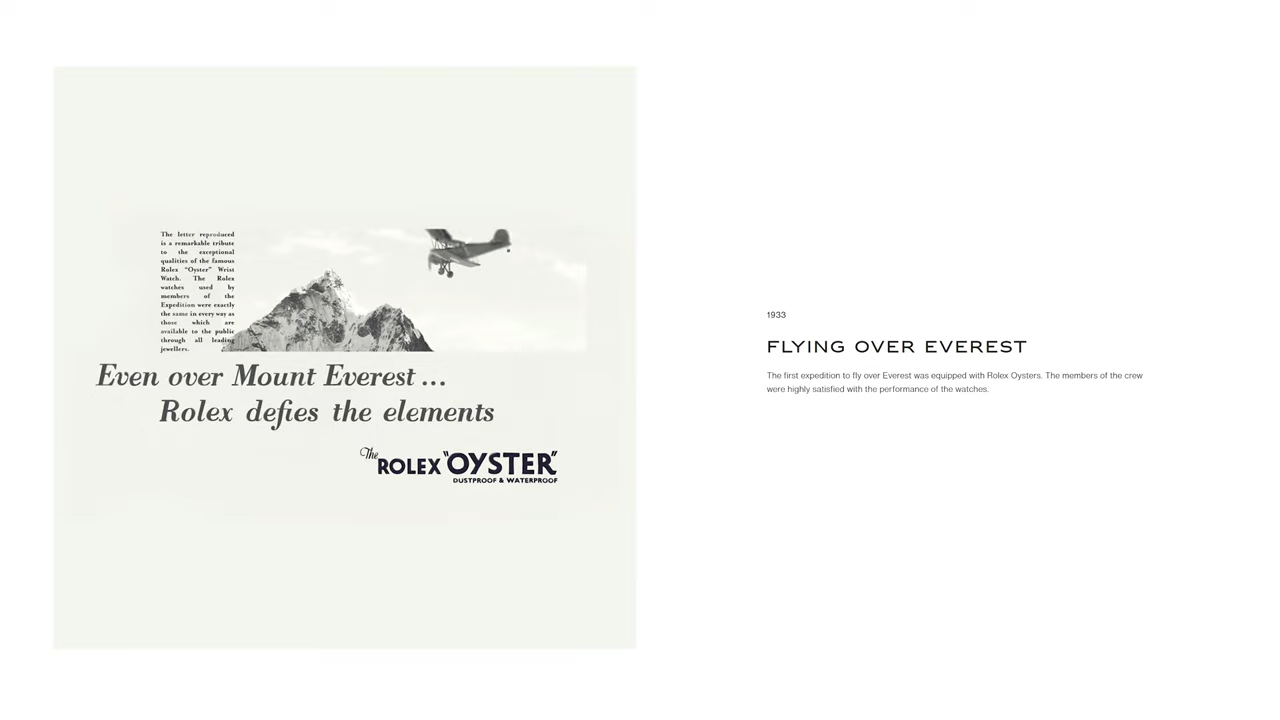 The letter reproduced
is a remarkable tribute
to the exceptional
qualities of the famous
Rolex "Oyster" Wrist
Watch. The Rolex
watches used by
members of the
Expedition were exactly
the same in every way as
those which are
available to the public
through all leading
jewellers.
Even over Mount Everest ...
Rolex defies the elements
The ROLEX "OYSTER"
DUSTPROOF & WATERPROOF
1933
FLYING OVER EVEREST
The first expedition to fly over Everest was equipped with Rolex Oysters. The members of the crew
were highly satisfied with the performance of the watches.